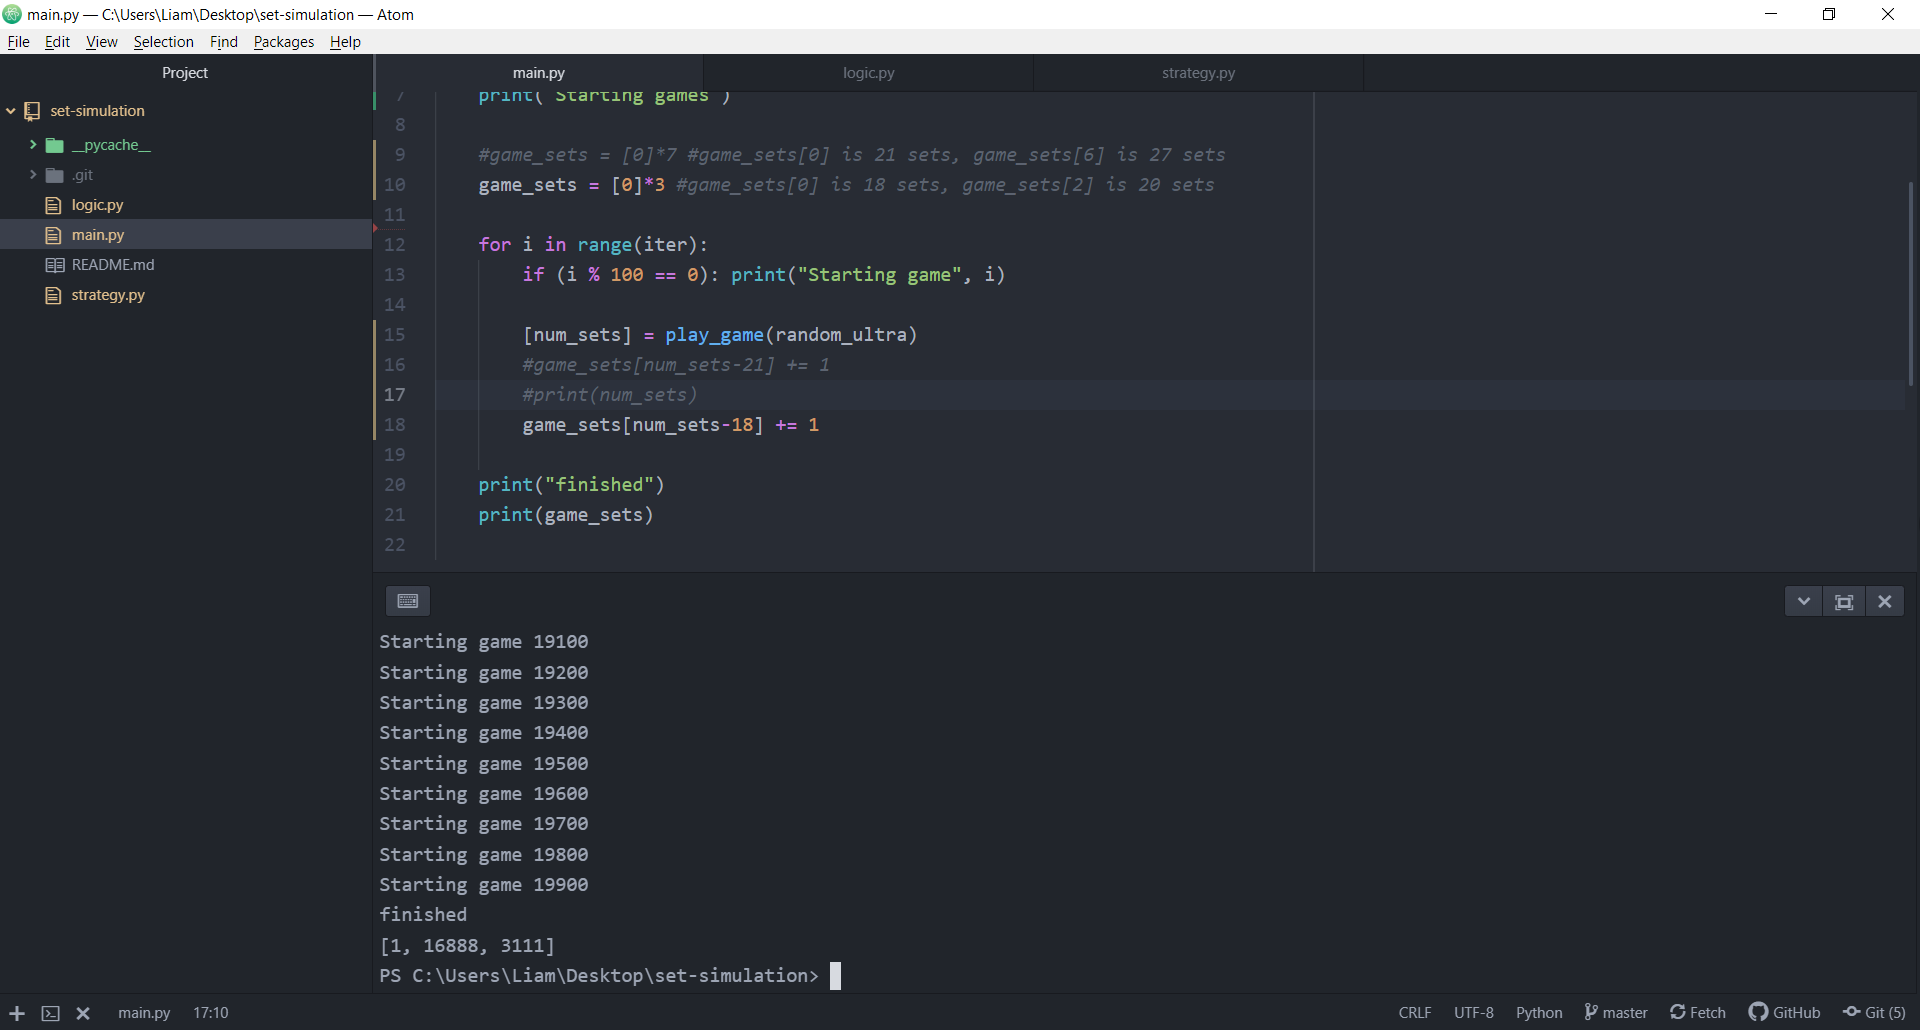 main.py — C:\Users\Liam\Desktop\set-simulation — Atom
File Edit View Selection Find Packages Help
Project
set-simulation
__pycache__
.git
logic.py
main.py
README.md
strategy.py
main.py logic.py strategy.py
7 print("Starting games")
8
9 #game_sets = [0]*7 #game_sets[0] is 21 sets, game_sets[6] is 27 sets
10 game_sets = [0]*3 #game_sets[0] is 18 sets, game_sets[2] is 20 sets
11
12 for i in range(iter):
13 if (i % 100 == 0): print("Starting game", i)
14
15 [num_sets] = play_game(random_ultra)
16 #game_sets[num_sets-21] += 1
17 #print(num_sets)
18 game_sets[num_sets-18] += 1
19
20 print("finished")
21 print(game_sets)
22
Starting game 19100
Starting game 19200
Starting game 19300
Starting game 19400
Starting game 19500
Starting game 19600
Starting game 19700
Starting game 19800
Starting game 19900
finished
[1, 16888, 3111]
PS C:\Users\Liam\Desktop\set-simulation>
main.py 17:10 CRLF UTF-8 Python master Fetch GitHub Git (5)